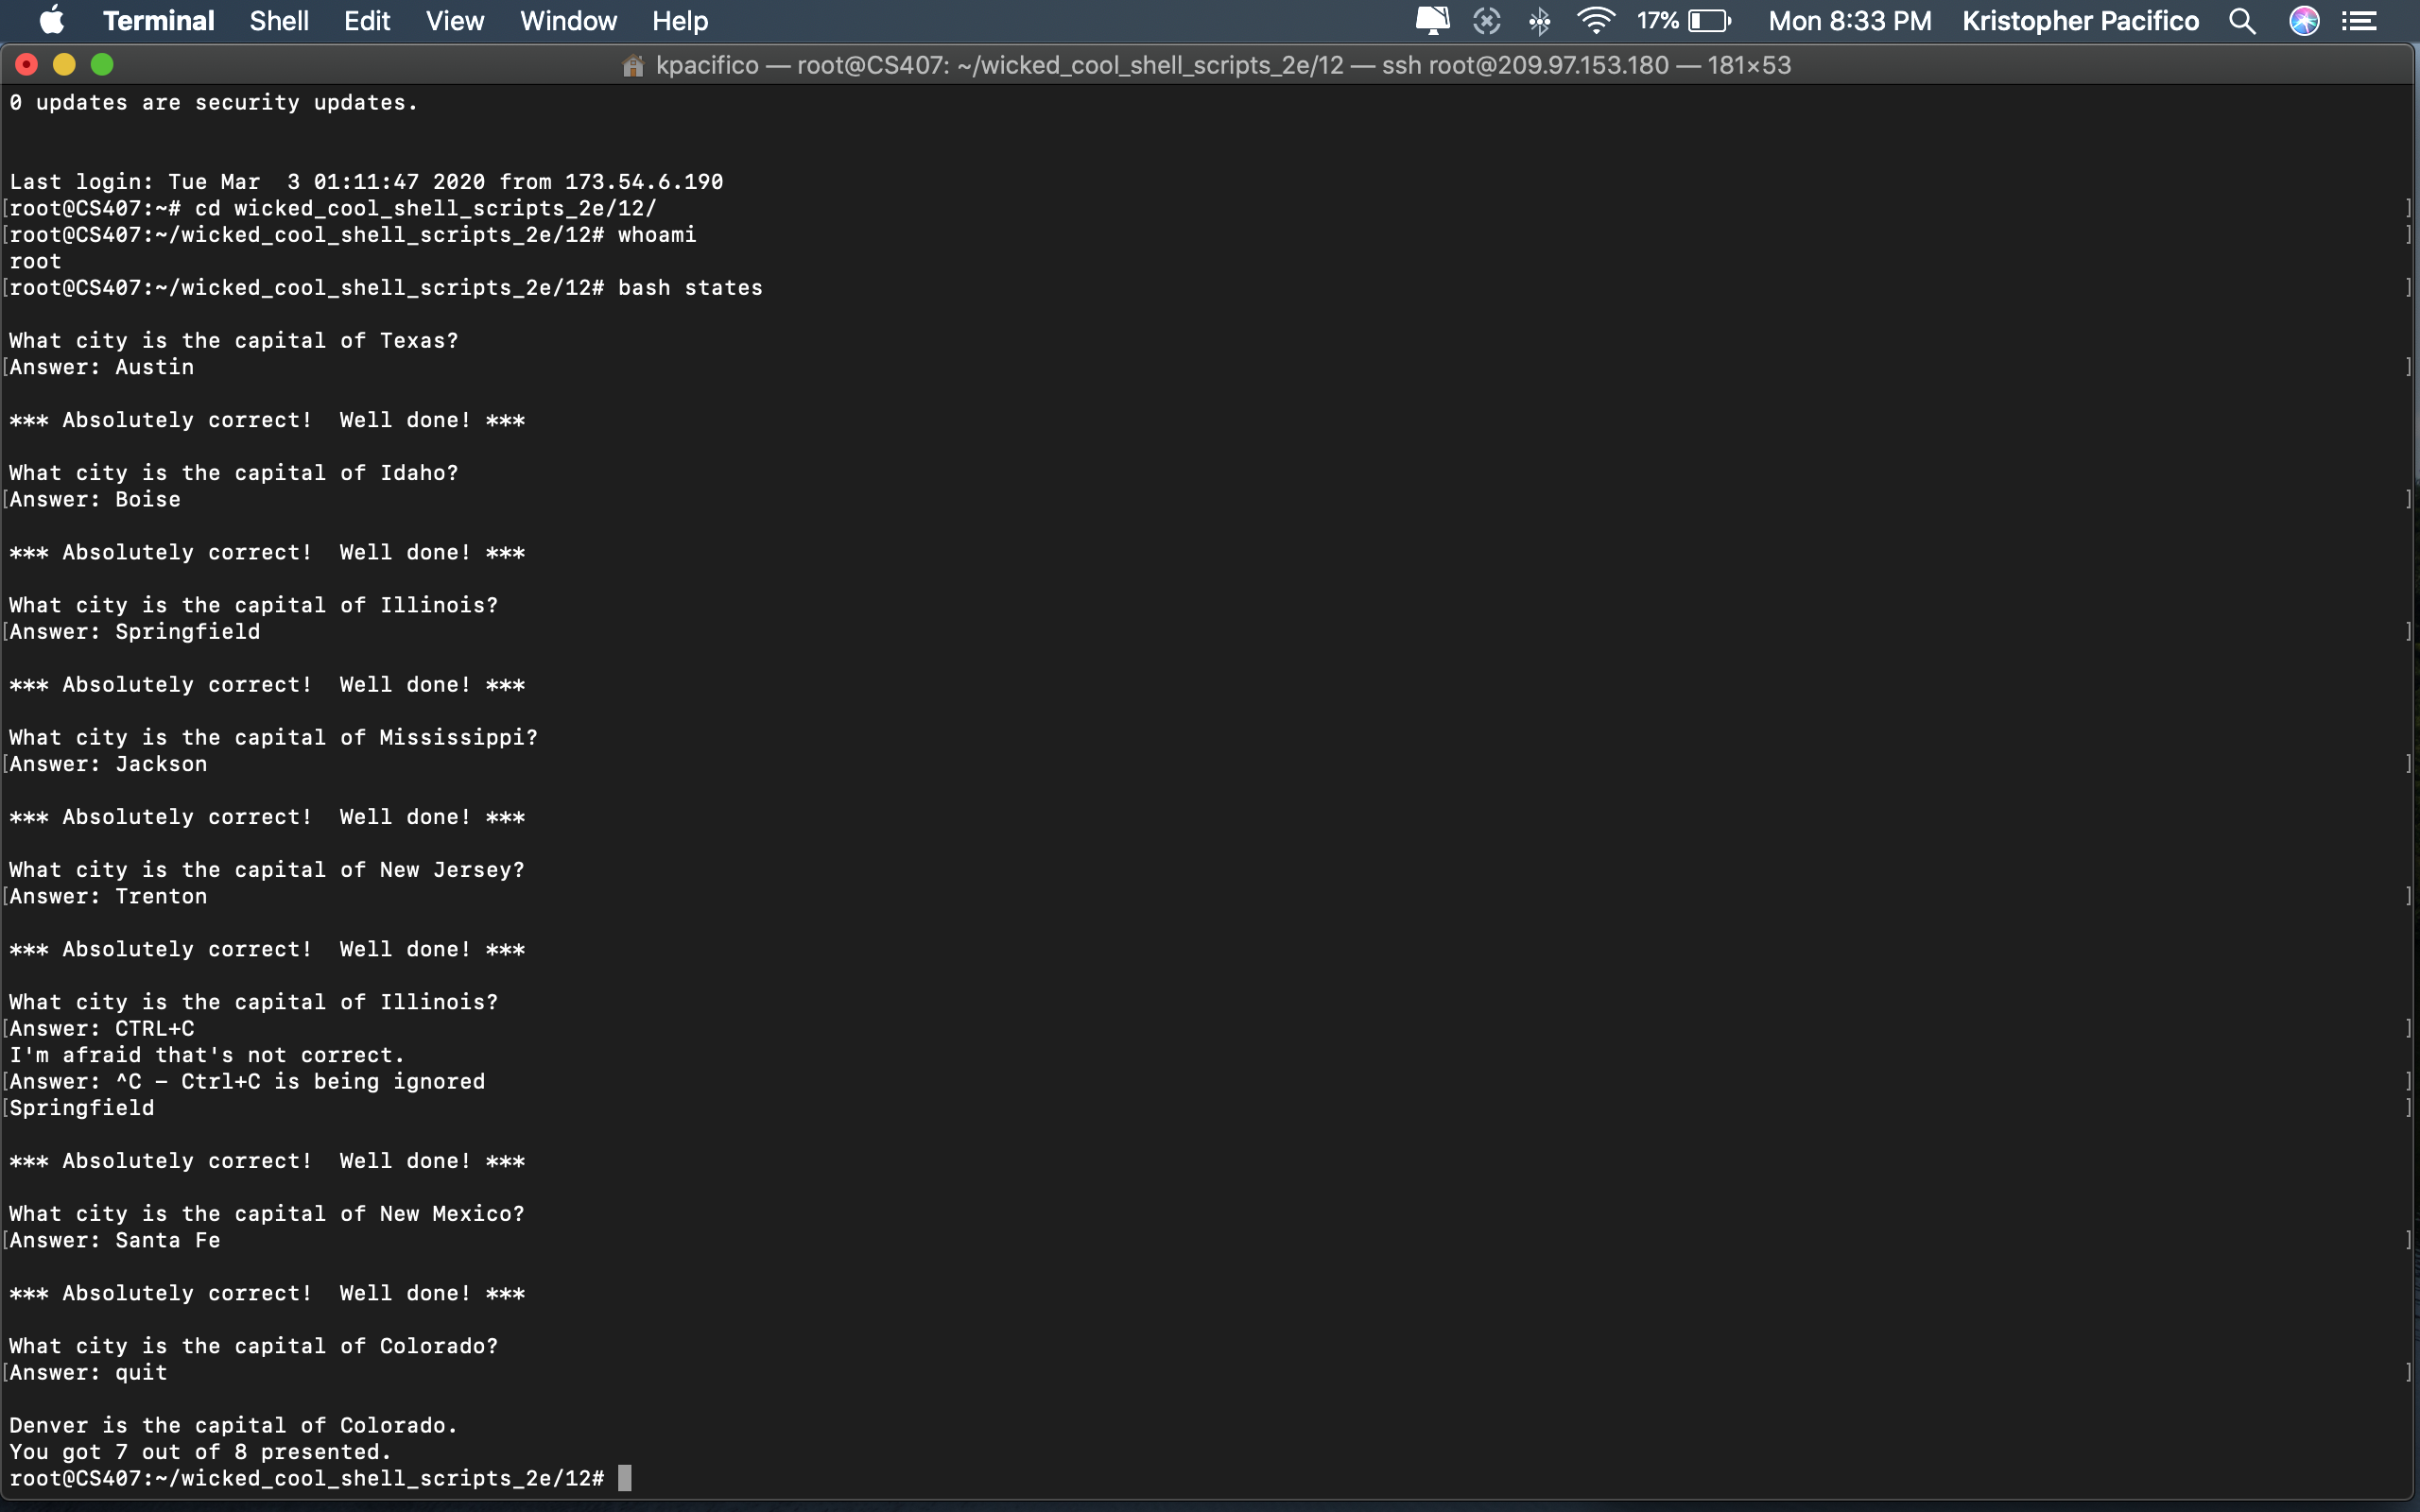 Terminal Shell Edit View Window Help 17% Mon 8:33 PM Kristopher Pacifico
kpacifico — root@CS407: ~/wicked_cool_shell_scripts_2e/12 — ssh root@209.97.153.180 — 181×53
0 updates are security updates.
Last login: Tue Mar  3 01:11:47 2020 from 173.54.6.190
[root@CS407:~# cd wicked_cool_shell_scripts_2e/12/ ]
[root@CS407:~/wicked_cool_shell_scripts_2e/12# whoami ]
root
[root@CS407:~/wicked_cool_shell_scripts_2e/12# bash states ]
What city is the capital of Texas?
[Answer: Austin ]
*** Absolutely correct!  Well done! ***
What city is the capital of Idaho?
[Answer: Boise ]
*** Absolutely correct!  Well done! ***
What city is the capital of Illinois?
[Answer: Springfield ]
*** Absolutely correct!  Well done! ***
What city is the capital of Mississippi?
[Answer: Jackson ]
*** Absolutely correct!  Well done! ***
What city is the capital of New Jersey?
[Answer: Trenton ]
*** Absolutely correct!  Well done! ***
What city is the capital of Illinois?
[Answer: CTRL+C ]
I'm afraid that's not correct.
[Answer: ^C - Ctrl+C is being ignored ]
[Springfield ]
*** Absolutely correct!  Well done! ***
What city is the capital of New Mexico?
[Answer: Santa Fe ]
*** Absolutely correct!  Well done! ***
What city is the capital of Colorado?
[Answer: quit ]
Denver is the capital of Colorado.
You got 7 out of 8 presented.
root@CS407:~/wicked_cool_shell_scripts_2e/12#